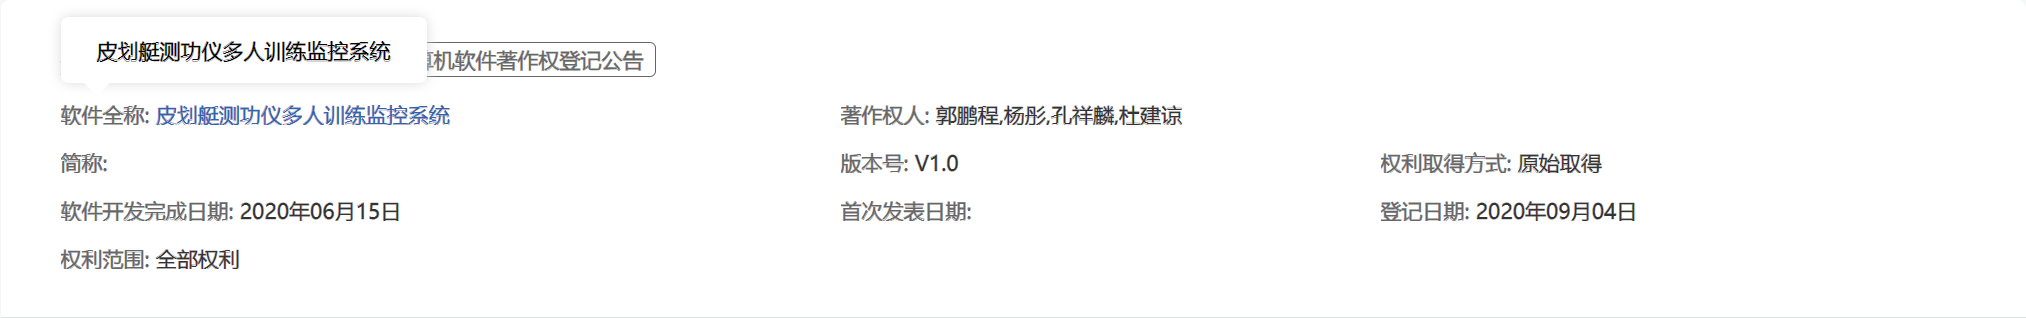 皮划艇测功仪多人训练监控系统
机软件著作权登记公告
软件全称: 皮划艇测功仪多人训练监控系统
著作权人: 郭鹏程,杨彤,孔祥麟,杜建谅
简称:
版本号: V1.0
权利取得方式: 原始取得
软件开发完成日期: 2020年06月15日
首次发表日期:
登记日期: 2020年09月04日
权利范围: 全部权利